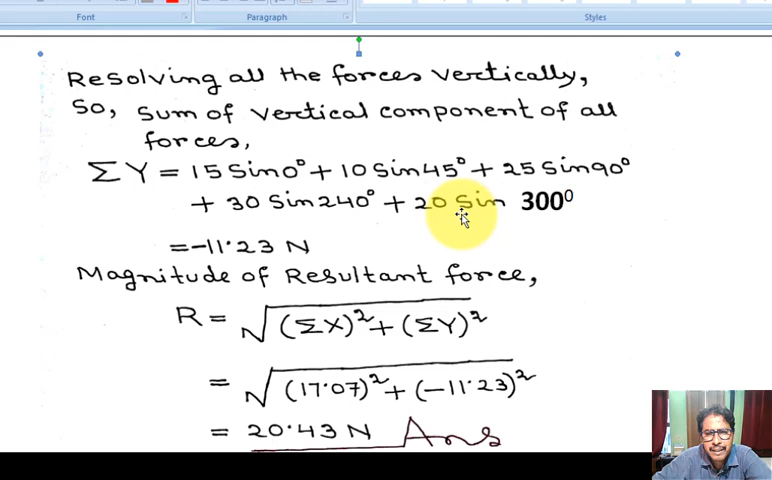 Font
Paragraph
Styles
Resolving all the forces vertically,
So, Sum of vertical component of all
forces,
ΣY = 15 Sin0° + 10 Sin45° + 25 Sin90°
+ 30 Sin240° + 20 Sin 300⁰
= -11.23 N
Magnitude of Resultant force,
R = √(ΣX)² + (ΣY)²
= √(17.07)² + (-11.23)²
= 20.43 N Ans